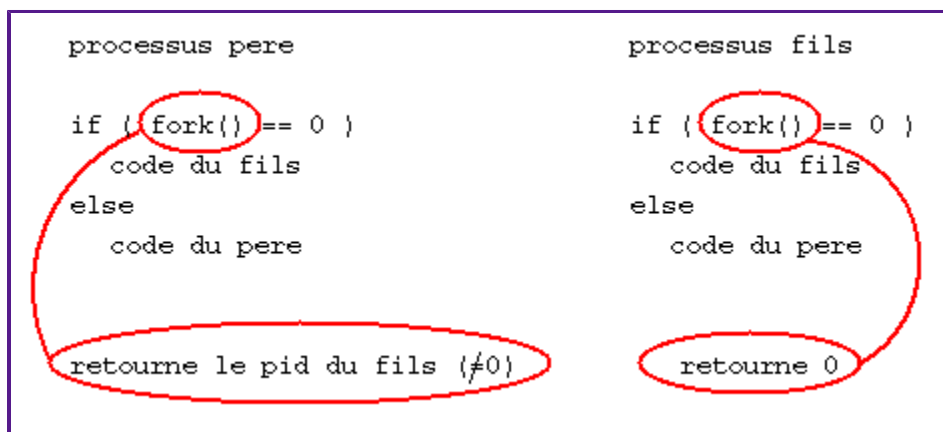 processus pere
if ( fork() == 0 )
code du fils
else
code du pere
retourne le pid du fils (≠0)
processus fils
if ( fork() == 0 )
code du fils
else
code du pere
retourne 0